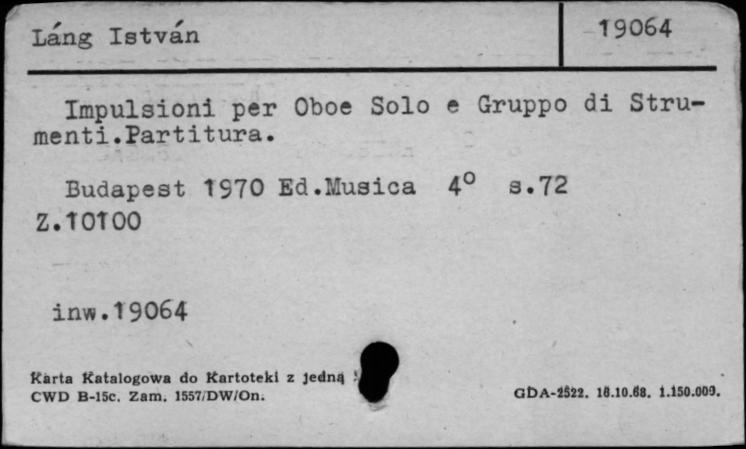 Láng István
19064
Impulsioni per Oboe Solo e Gruppo di Stru-
menti.Partitura.
Budapest 1970 Ed.Musica 4° s.72
Z.10100
inw.19064
Karta Katalogowa do Kartoteki z jedną
CWD B-15c. Zam. 1557/DW/On.
GDA-2522. 18.10.68. 1.150.000.